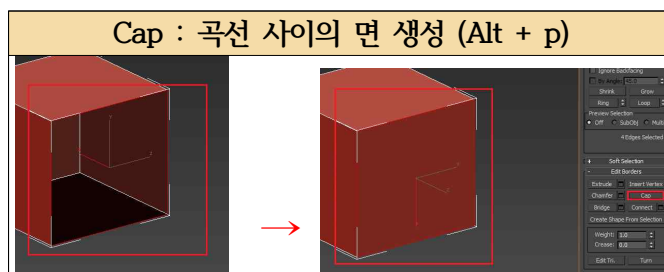 Cap : 곡선 사이의 면 생성 (Alt + p)
Ignore Backfacing
By Angle: 45.0
Shrink Grow
Ring Loop
Preview Selection
Off SubObj Multi
4 Edges Selected
+ Soft Selection
- Edit Borders
Extrude Insert Vertex
Chamfer Cap
Bridge Connect
Create Shape From Selection
Weight: 1.0
Crease: 0.0
Edit Tri. Turn